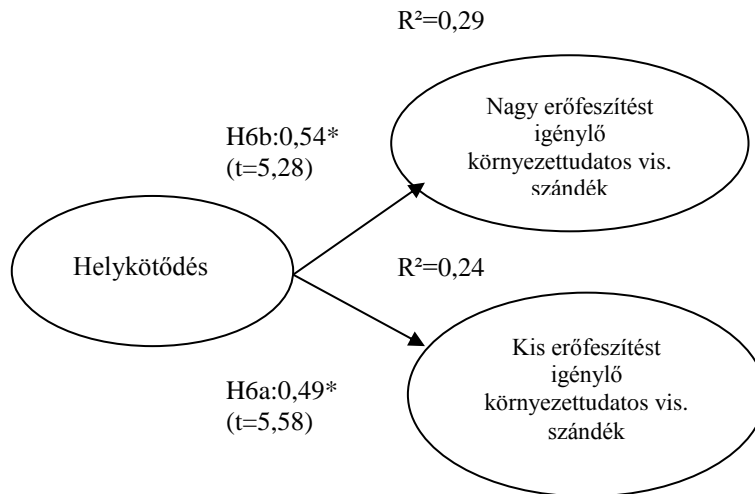 R²=0,29
Nagy erőfeszítést
igénylő
környezettudatos vis.
szándék
H6b:0,54*
(t=5,28)
Helykötődés
R²=0,24
Kis erőfeszítést
igénylő
környezettudatos vis.
szándék
H6a:0,49*
(t=5,58)